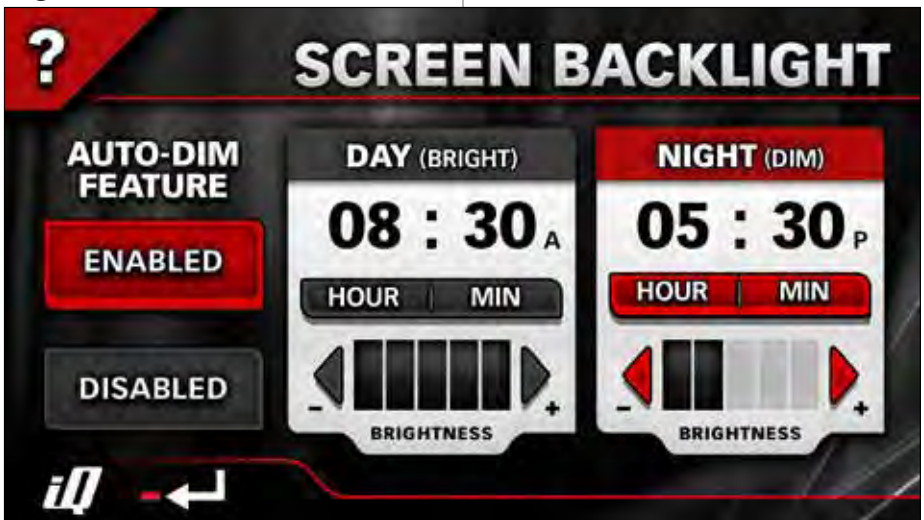 ?
SCREEN BACKLIGHT
AUTO-DIM
FEATURE
ENABLED
DISABLED
DAY (BRIGHT)
08 : 30 A
HOUR | MIN
- +
BRIGHTNESS
NIGHT (DIM)
05 : 30 P
HOUR | MIN
- +
BRIGHTNESS
iQ